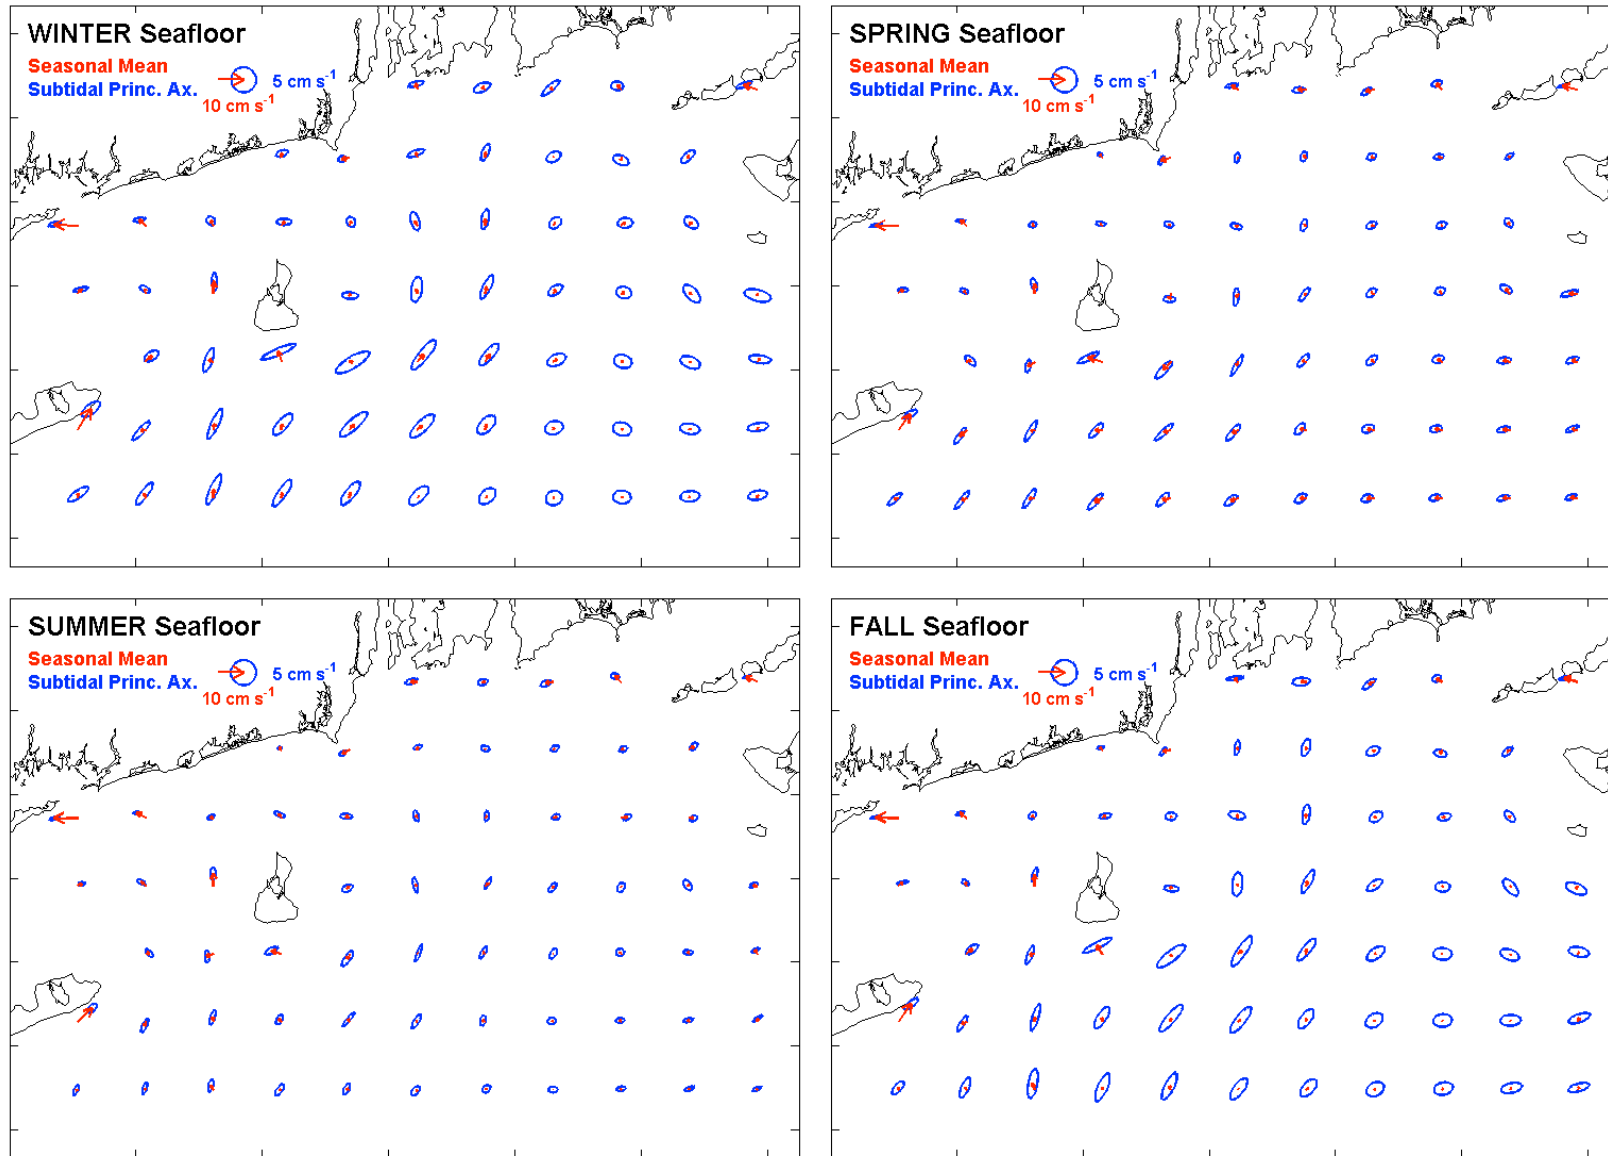 WINTER Seafloor
Seasonal Mean
Subtidal Princ. Ax.
5 cm s⁻¹
10 cm s⁻¹
SPRING Seafloor
Seasonal Mean
Subtidal Princ. Ax.
5 cm s⁻¹
10 cm s⁻¹
SUMMER Seafloor
Seasonal Mean
Subtidal Princ. Ax.
5 cm s⁻¹
10 cm s⁻¹
FALL Seafloor
Seasonal Mean
Subtidal Princ. Ax.
5 cm s⁻¹
10 cm s⁻¹